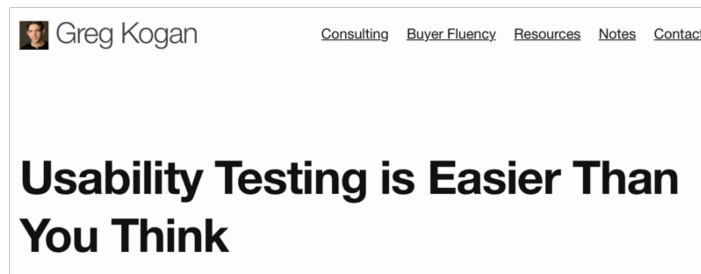 Greg Kogan
Consulting Buyer Fluency Resources Notes Contact
Usability Testing is Easier Than
You Think